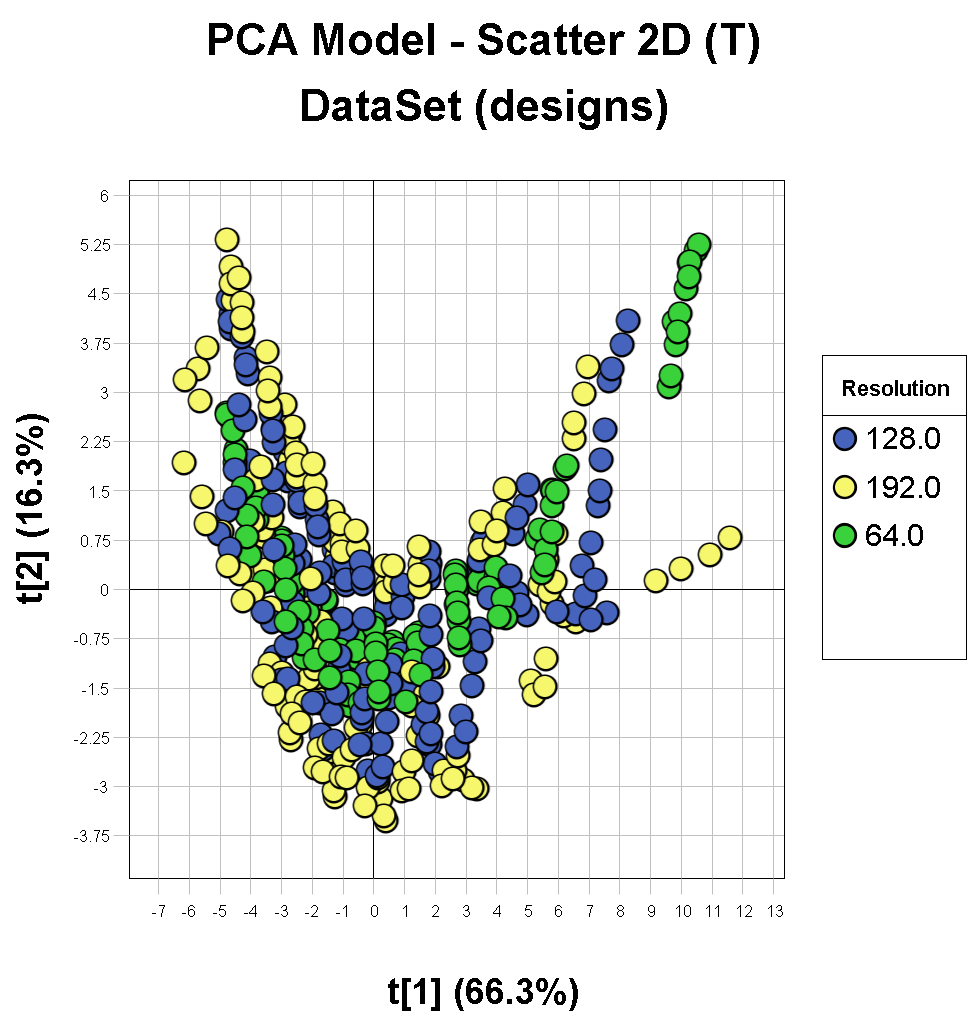 PCA Model - Scatter 2D (T)
DataSet (designs)
t[2] (16.3%)
6
5.25
4.5
3.75
3
2.25
1.5
0.75
0
-0.75
-1.5
-2.25
-3
-3.75
-7 -6 -5 -4 -3 -2 -1 0 1 2 3 4 5 6 7 8 9 10 11 12 13
t[1] (66.3%)
Resolution
128.0
192.0
64.0